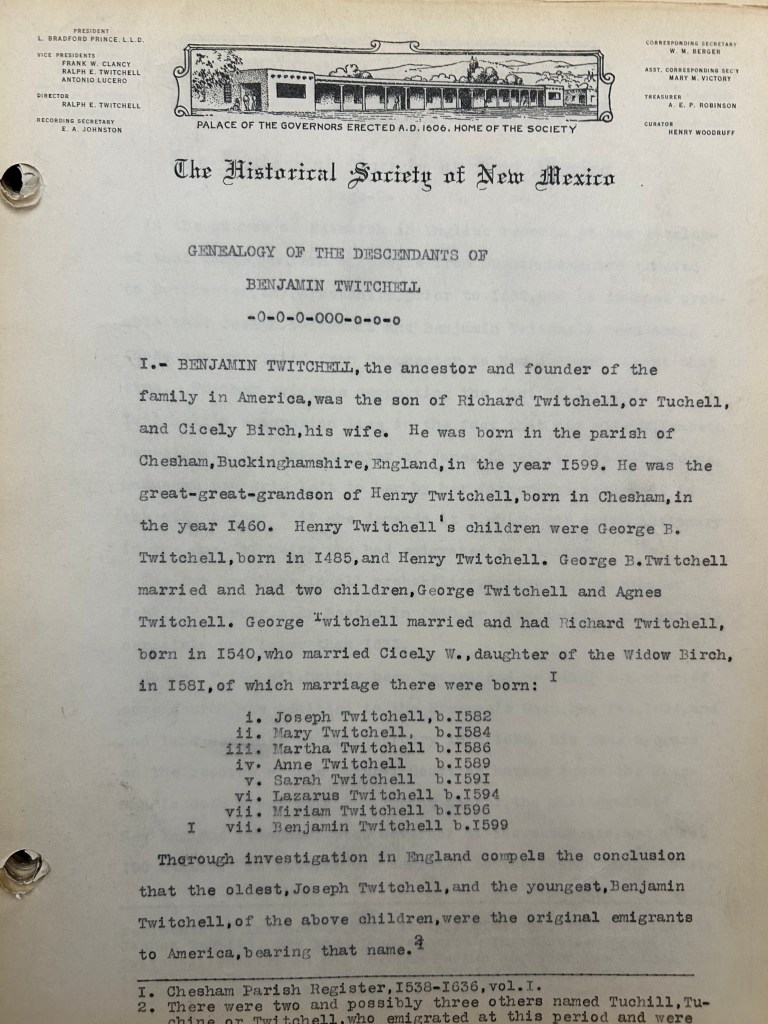 PRESIDENT
L. BRADFORD PRINCE, L.L.D.
VICE PRESIDENTS
FRANK W. CLANCY
RALPH E. TWITCHELL
ANTONIO LUCERO
DIRECTOR
RALPH E. TWITCHELL
RECORDING SECRETARY
E. A. JOHNSTON
CORRESPONDING SECRETARY
W. M. BERGER
ASST. CORRESPONDING SEC'Y
MARY M. VICTORY
TREASURER
A. E. P. ROBINSON
CURATOR
HENRY WOODRUFF
PALACE OF THE GOVERNORS ERECTED A.D. 1606, HOME OF THE SOCIETY
The Historical Society of New Mexico
GENEALOGY OF THE DESCENDANTS OF
BENJAMIN TWITCHELL
-O-O-O-OOO-o-o-o
I.- BENJAMIN TWITCHELL,the ancestor and founder of the
family in America,was the son of Richard Twitchell,or Tuchell,
and Cicely Birch,his wife. He was born in the parish of
Chesham,Buckinghamshire,England,in the year I599. He was the
great-great-grandson of Henry Twitchell,born in Chesham,in
the year I460. Henry Twitchell's children were George B.
Twitchell,born in I485,and Henry Twitchell. George B.Twitchell
married and had two children,George Twitchell and Agnes
Twitchell. George Twitchell married and had Richard Twitchell,
born in I540,who married Cicely W.,daughter of the Widow Birch,
in I58I,of which marriage there were born: I
i. Joseph Twitchell,b.I582
ii. Mary Twitchell, b.I584
iii. Martha Twitchell b.I586
iv. Anne Twitchell b.I589
v. Sarah Twitchell b.I59I
vi. Lazarus Twitchell b.I594
vii. Miriam Twitchell b.I596
I vii. Benjamin Twitchell b.I599
Thorough investigation in England compels the conclusion
that the oldest,Joseph Twitchell,and the youngest,Benjamin
Twitchell,of the above children,were the original emigrants
to America,bearing that name.2
I. Chesham Parish Register,I538-I636,vol.I.
2. There were two and possibly three others named Tuchill,Tu-
chine or Twitchell,who emigrated at this period and were